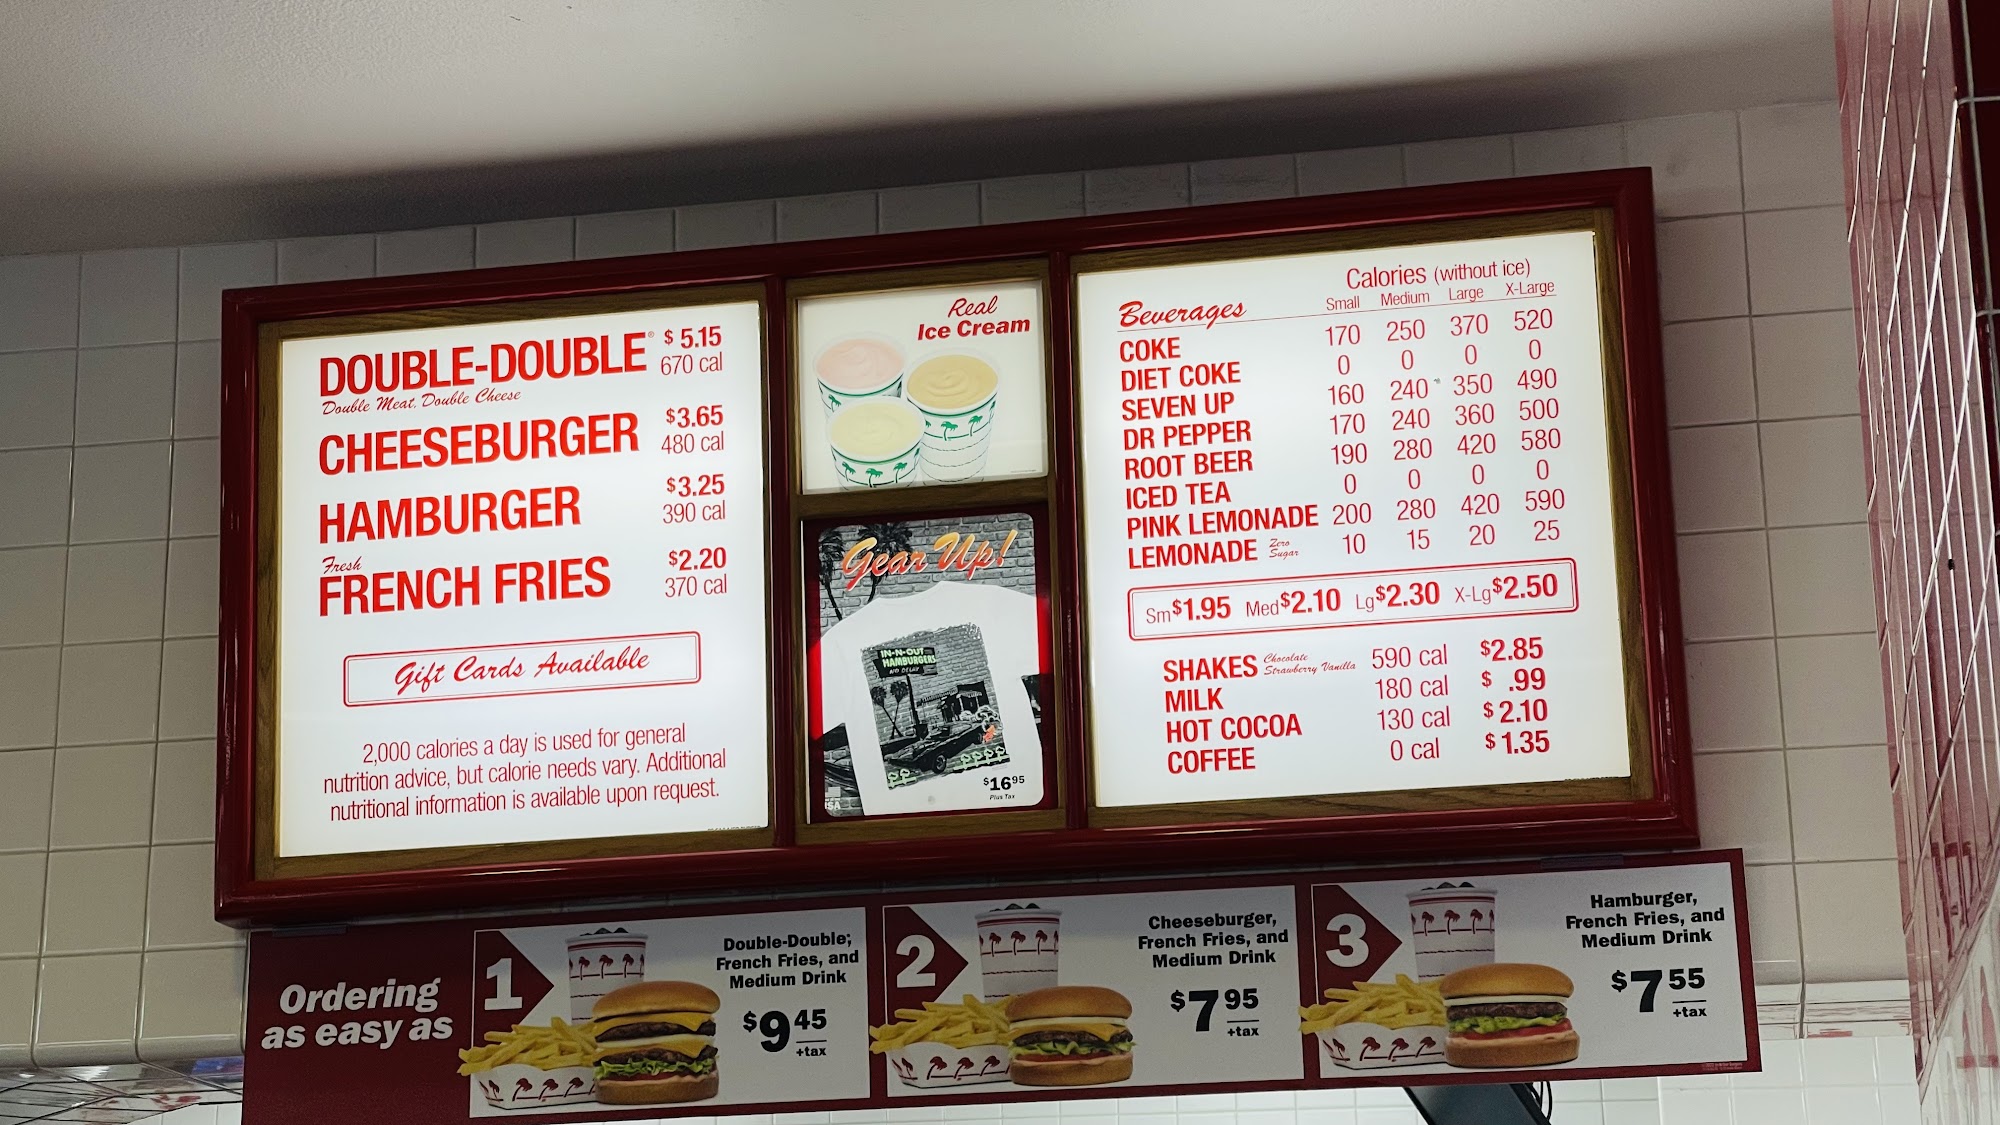 DOUBLE-DOUBLE® $5.15
Double Meat, Double Cheese 670 cal
CHEESEBURGER $3.65
480 cal
HAMBURGER $3.25
390 cal
Fresh
FRENCH FRIES $2.20
370 cal
Gift Cards Available
2,000 calories a day is used for general
nutrition advice, but calorie needs vary. Additional
nutritional information is available upon request.
Real
Ice Cream
Gear Up!
IN-N-OUT
HAMBURGERS
NO DELAY
$16.95
Plus Tax
USA
Calories (without ice)
Beverages Small Medium Large X-Large
COKE 170 250 370 520
DIET COKE 0 0 0 0
SEVEN UP 160 240 350 490
DR PEPPER 170 240 360 500
ROOT BEER 190 280 420 580
ICED TEA 0 0 0 0
PINK LEMONADE 200 280 420 590
LEMONADE Zero Sugar 10 15 20 25
Sm $1.95 Med $2.10 Lg $2.30 X-Lg $2.50
SHAKES Chocolate Strawberry Vanilla 590 cal $2.85
MILK 180 cal $ .99
HOT COCOA 130 cal $2.10
COFFEE 0 cal $1.35
Ordering
as easy as
1
Double-Double,
French Fries, and
Medium Drink
$9.45
+tax
2
Cheeseburger,
French Fries, and
Medium Drink
$7.95
+tax
3
Hamburger,
French Fries, and
Medium Drink
$7.55
+tax